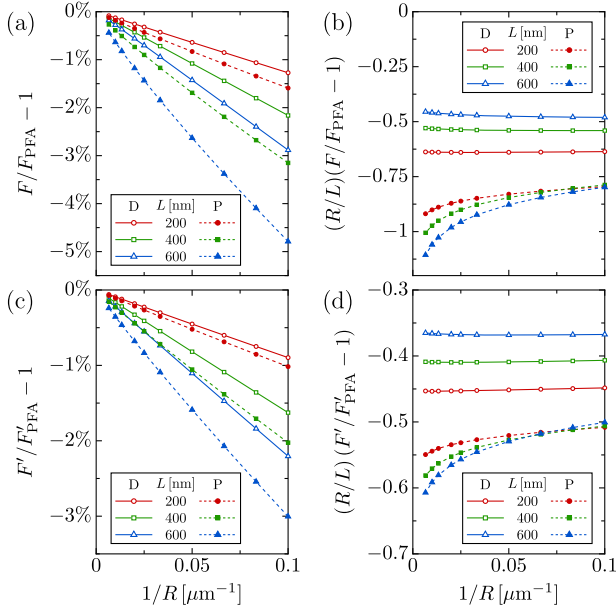 (a)
0%
−1%
−2%
−3%
−4%
−5%
F/F_PFA − 1
D L [nm] P
200
400
600
(b)
0
−0.25
−0.5
−0.75
−1
(R/L)(F/F_PFA − 1)
D L [nm] P
200
400
600
(c)
0%
−1%
−2%
−3%
F′/F′_PFA − 1
D L [nm] P
200
400
600
0 0.05 0.1
1/R [μm⁻¹]
(d)
−0.3
−0.4
−0.5
−0.6
−0.7
(R/L) (F′/F′_PFA − 1)
D L [nm] P
200
400
600
0 0.05 0.1
1/R [μm⁻¹]